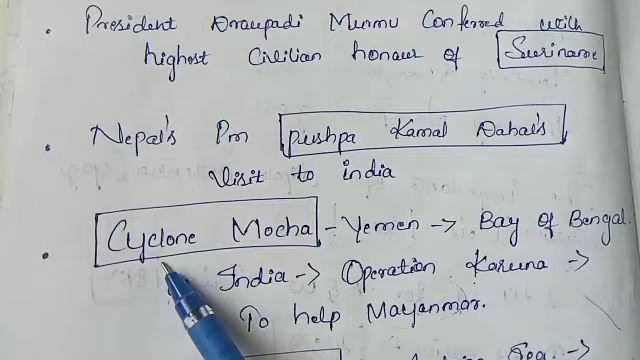 President Draupadi Murmu Conferred with
highest Civilian honour of Suriname
Nepal's Pm Pushpa Kamal Dahal's
Visit to india
Cyclone Mocha - Yemen → Bay of Bengal
India → Operation Karuna →
To help Mayanmar.